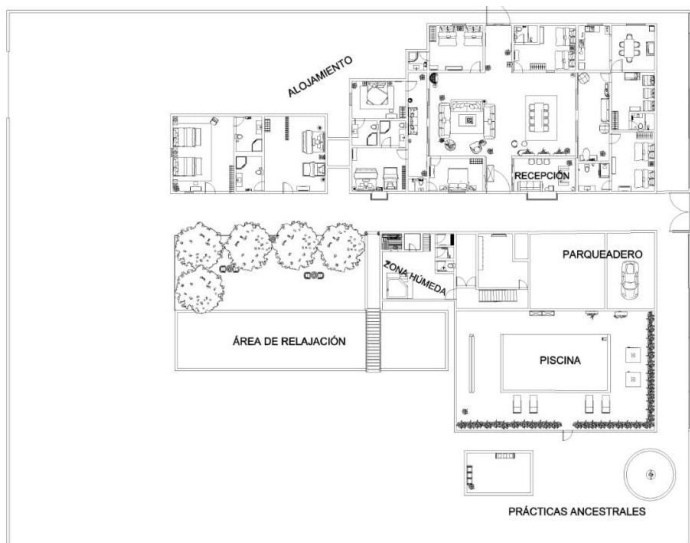 ALOJAMIENTO
RECEPCIÓN
PARQUEADERO
ZONA HÚMEDA
ÁREA DE RELAJACIÓN
PISCINA
PRÁCTICAS ANCESTRALES